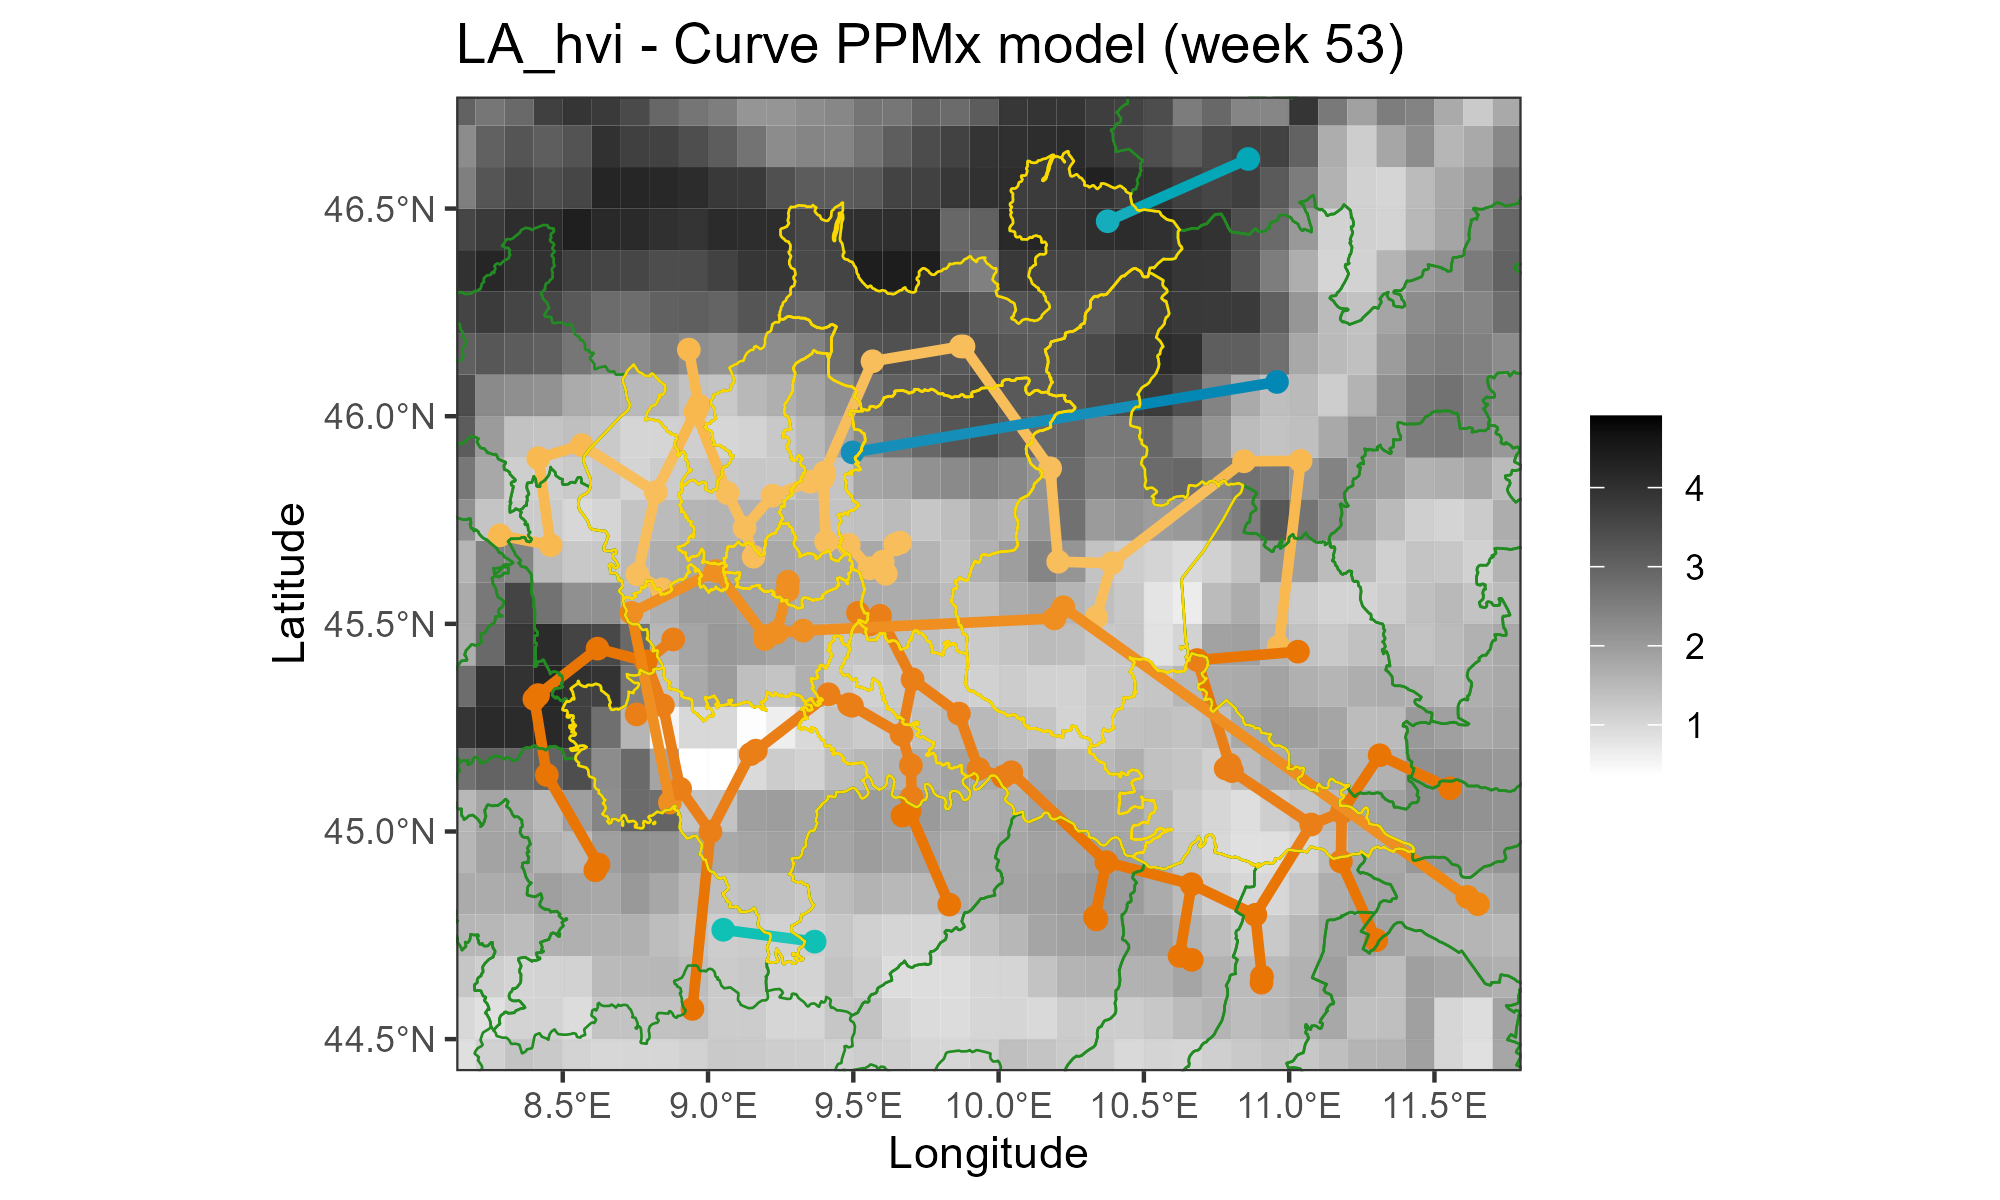 LA_hvi - Curve PPMx model (week 53)
46.5°N
46.0°N
45.5°N
45.0°N
44.5°N
Latitude
8.5°E 9.0°E 9.5°E 10.0°E 10.5°E 11.0°E 11.5°E
Longitude
4
3
2
1